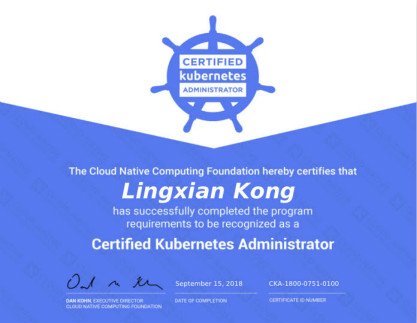 CERTIFIED
kubernetes
ADMINISTRATOR
The Cloud Native Computing Foundation hereby certifies that
Lingxian Kong
has successfully completed the program
requirements to be recognized as a
Certified Kubernetes Administrator
September 15, 2018
CKA-1800-0751-0100
DAN KOHN, EXECUTIVE DIRECTOR
CLOUD NATIVE COMPUTING FOUNDATION
DATE OF COMPLETION
CERTIFICATE ID NUMBER